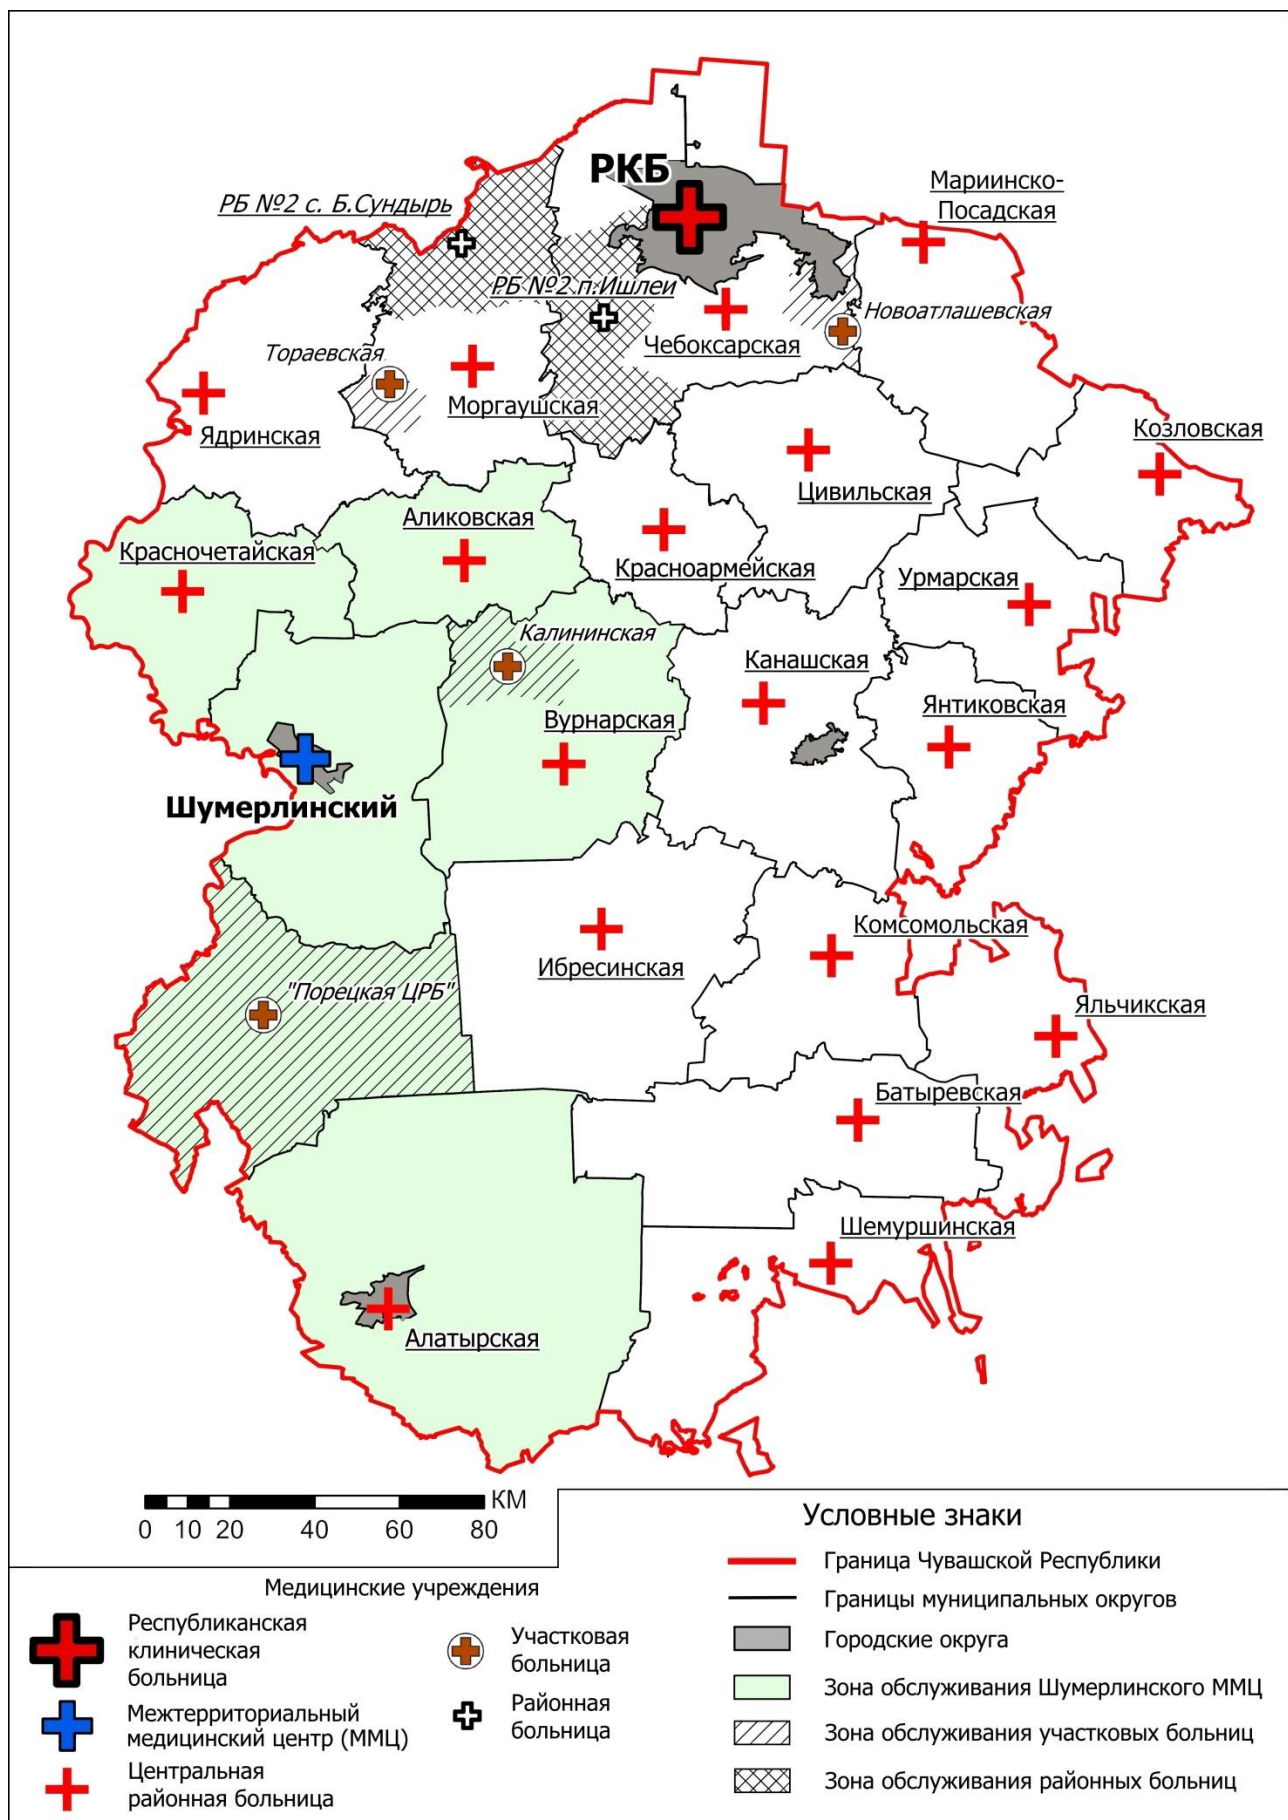 РКБ
Мариинско-
Посадская
РБ №2 с. Б.Сундырь
РБ №2 п.Ишлеи
Новоатлашевская
Чебоксарская
Тораевская
Моргаушская
Ядринская
Козловская
Цивильская
Аликовская
Красночетайская
Красноармейская
Урмарская
Калининская
Канашская
Янтиковская
Вурнарская
Шумерлинский
Комсомольская
Ибресинская
"Порецкая ЦРБ"
Яльчикская
Батыревская
Шемуршинская
Алатырская
КМ
0 10 20 40 60 80
Условные знаки
Граница Чувашской Республики
Границы муниципальных округов
Городские округа
Зона обслуживания Шумерлинского ММЦ
Зона обслуживания участковых больниц
Зона обслуживания районных больниц
Медицинские учреждения
Республиканская
клиническая
больница
Межтерриториальный
медицинский центр (ММЦ)
Центральная
районная больница
Участковая
больница
Районная
больница